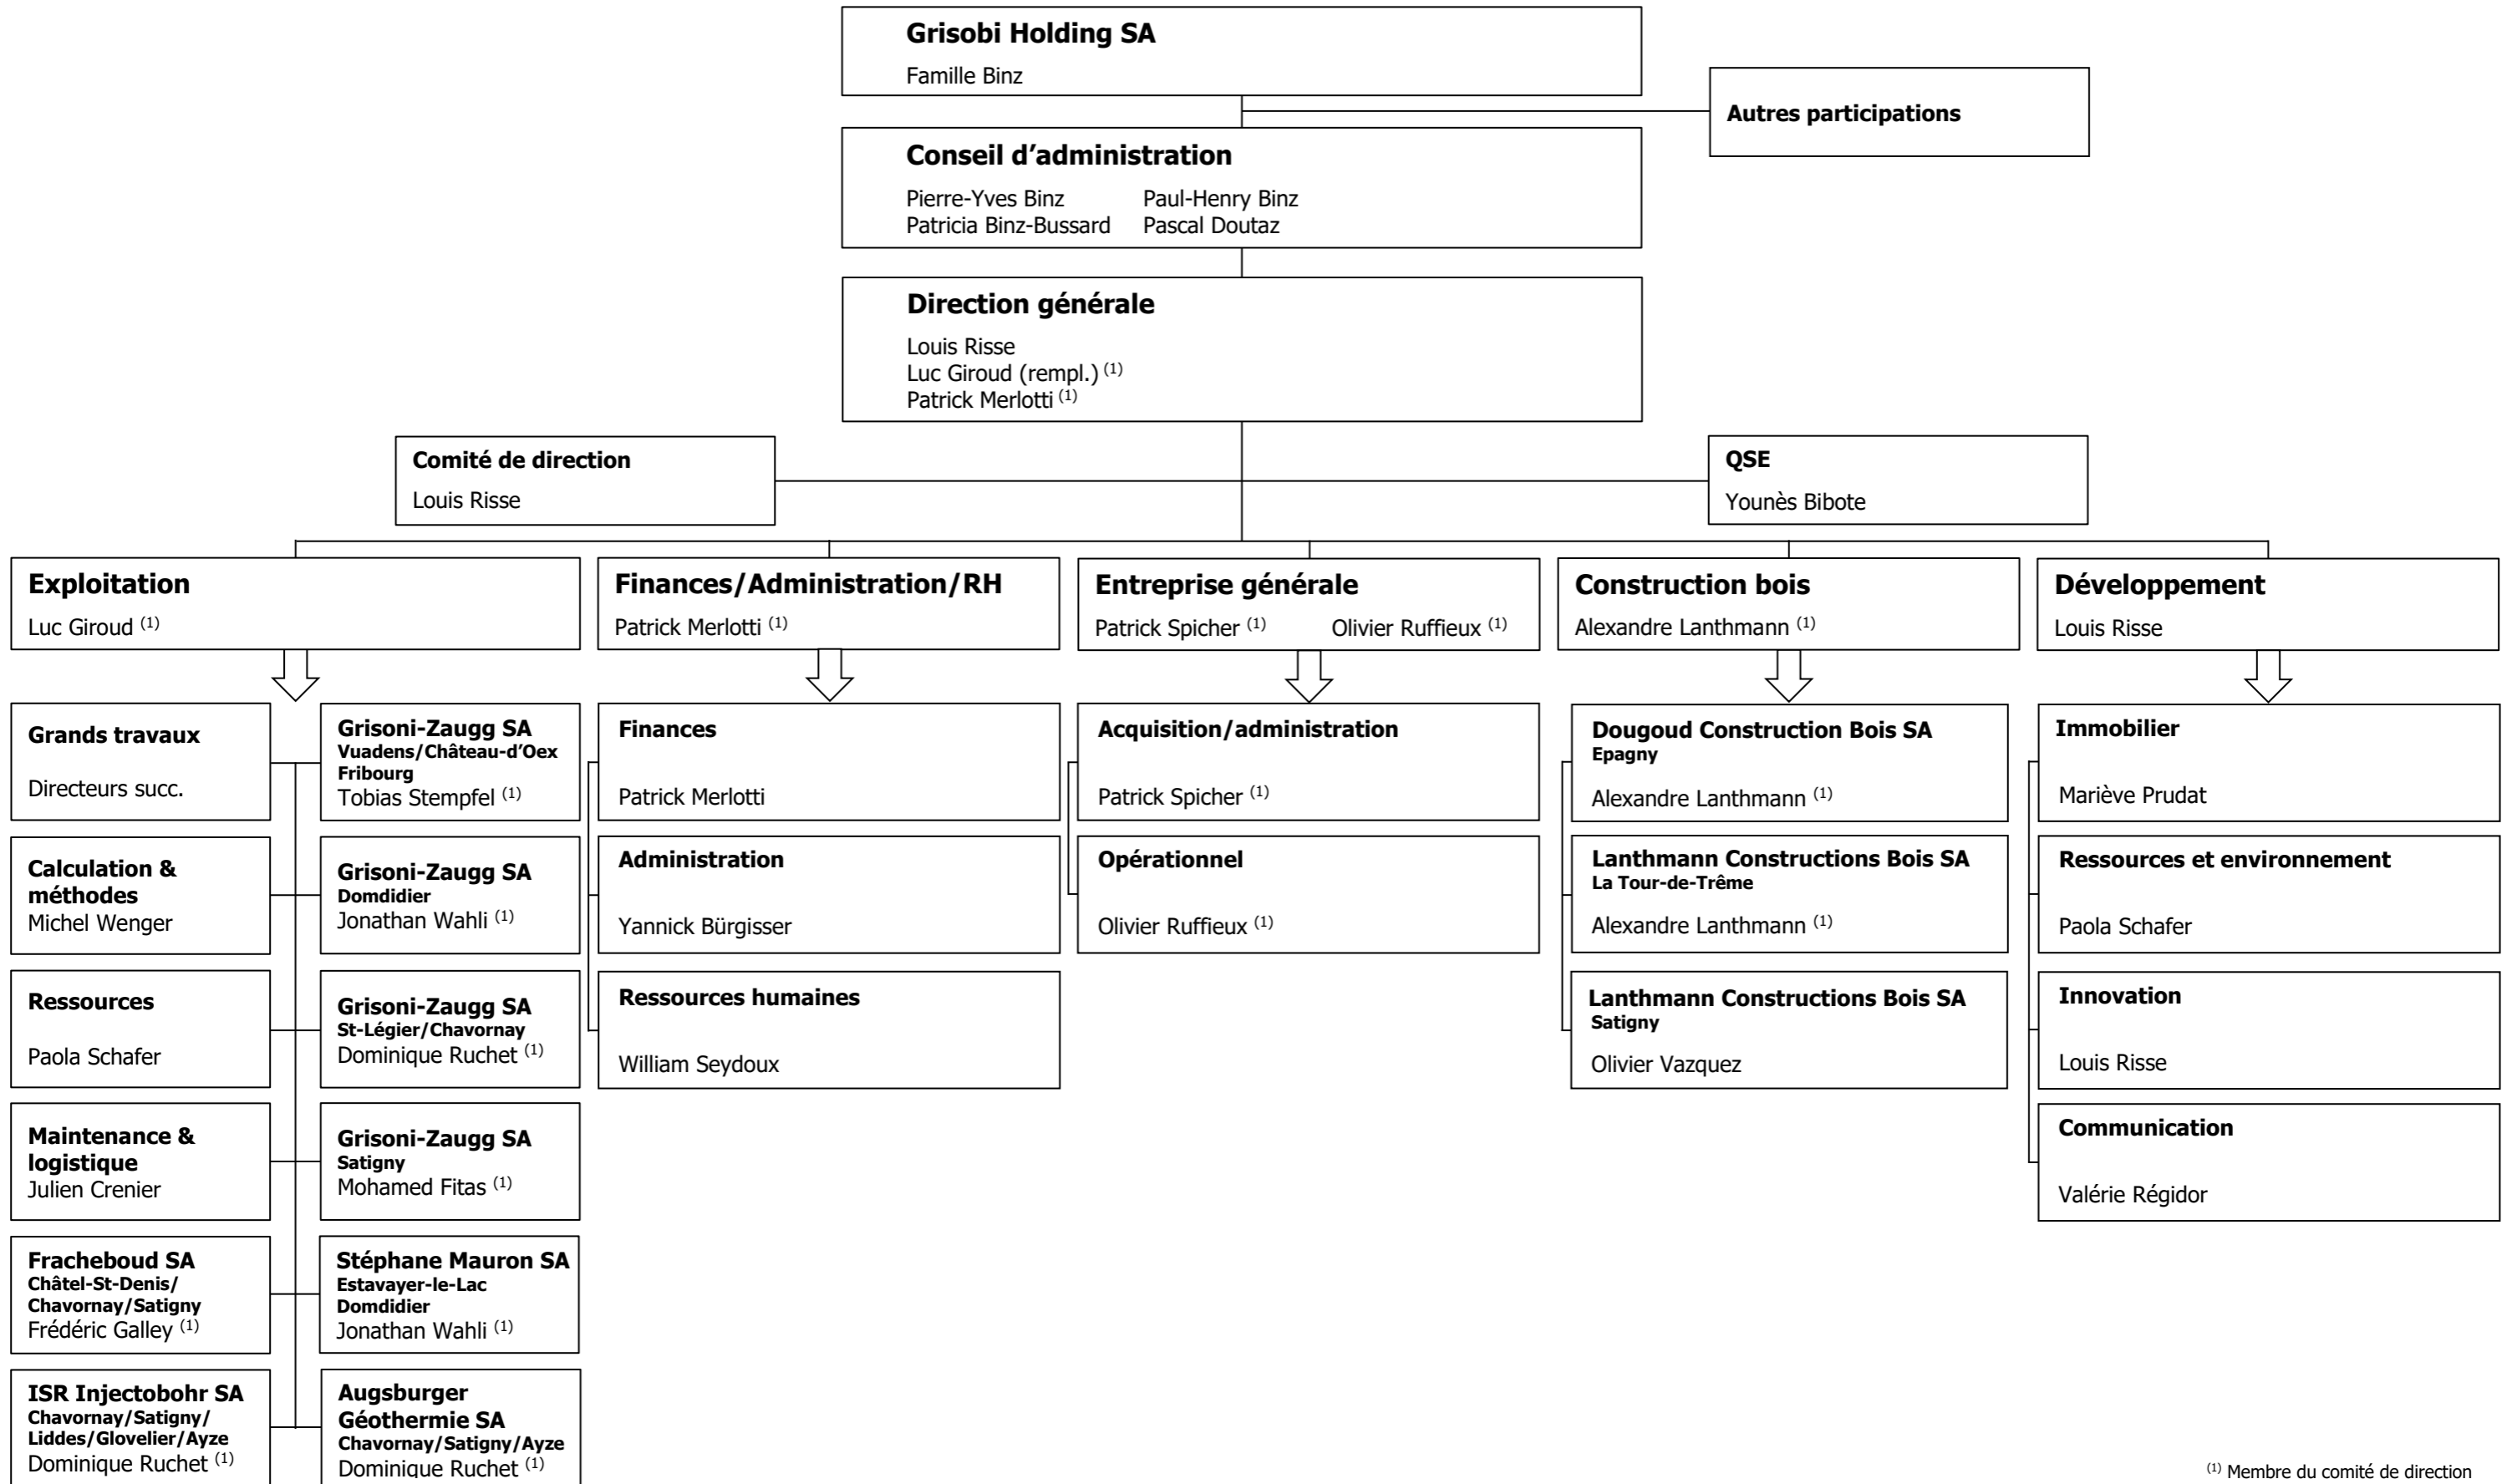 Grisobi Holding SA
Famille Binz
Autres participations
Conseil d’administration
Pierre-Yves Binz Paul-Henry Binz
Patricia Binz-Bussard Pascal Doutaz
Direction générale
Louis Risse
Luc Giroud (rempl.) (1)
Patrick Merlotti (1)
Comité de direction
Louis Risse
QSE
Younès Bibote
Exploitation
Luc Giroud (1)
Finances/Administration/RH
Patrick Merlotti (1)
Entreprise générale
Patrick Spicher (1) Olivier Ruffieux (1)
Construction bois
Alexandre Lanthmann (1)
Développement
Louis Risse
Grands travaux
Directeurs succ.
Calculation &
méthodes
Michel Wenger
Ressources
Paola Schafer
Maintenance &
logistique
Julien Crenier
Fracheboud SA
Châtel-St-Denis/
Chavornay/Satigny
Frédéric Galley (1)
ISR Injectobohr SA
Chavornay/Satigny/
Liddes/Glovelier/Ayze
Dominique Ruchet (1)
Grisoni-Zaugg SA
Vuadens/Château-d’Oex
Fribourg
Tobias Stempfel (1)
Grisoni-Zaugg SA
Domdidier
Jonathan Wahli (1)
Grisoni-Zaugg SA
St-Légier/Chavornay
Dominique Ruchet (1)
Grisoni-Zaugg SA
Satigny
Mohamed Fitas (1)
Stéphane Mauron SA
Estavayer-le-Lac
Domdidier
Jonathan Wahli (1)
Augsburger
Géothermie SA
Chavornay/Satigny/Ayze
Dominique Ruchet (1)
Finances
Patrick Merlotti
Administration
Yannick Bürgisser
Ressources humaines
William Seydoux
Acquisition/administration
Patrick Spicher (1)
Opérationnel
Olivier Ruffieux (1)
Dougoud Construction Bois SA
Epagny
Alexandre Lanthmann (1)
Lanthmann Constructions Bois SA
La Tour-de-Trême
Alexandre Lanthmann (1)
Lanthmann Constructions Bois SA
Satigny
Olivier Vazquez
Immobilier
Mariève Prudat
Ressources et environnement
Paola Schafer
Innovation
Louis Risse
Communication
Valérie Régidor
(1) Membre du comité de direction